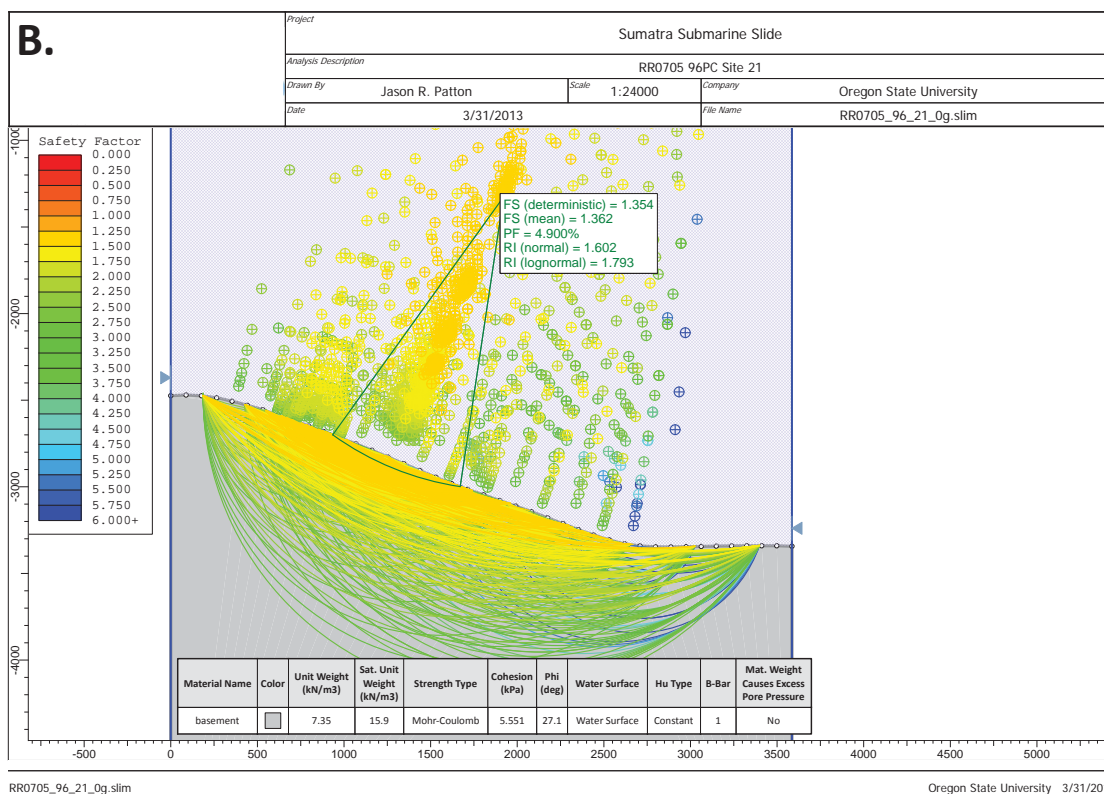 B.
Project
Sumatra Submarine Slide
Analysis Description
RR0705 96PC Site 21
Drawn By
Jason R. Patton
Scale
1:24000
Company
Oregon State University
Date
3/31/2013
File Name
RR0705_96_21_0g.slim
Safety Factor
0.000
0.250
0.500
0.750
1.000
1.250
1.500
1.750
2.000
2.250
2.500
2.750
3.000
3.250
3.500
3.750
4.000
4.250
4.500
4.750
5.000
5.250
5.500
5.750
6.000+
FS (deterministic) = 1.354
FS (mean) = 1.362
PF = 4.900%
RI (normal) = 1.602
RI (lognormal) = 1.793
-1000
-2000
-3000
-4000
Material Name Color Unit Weight (kN/m3) Sat. Unit Weight (kN/m3) Strength Type Cohesion (kPa) Phi (deg) Water Surface Hu Type B-Bar Mat. Weight Causes Excess Pore Pressure
basement 7.35 15.9 Mohr-Coulomb 5.551 27.1 Water Surface Constant 1 No
-500 0 500 1000 1500 2000 2500 3000 3500 4000 4500 5000
RR0705_96_21_0g.slim
Oregon State University 3/31/20